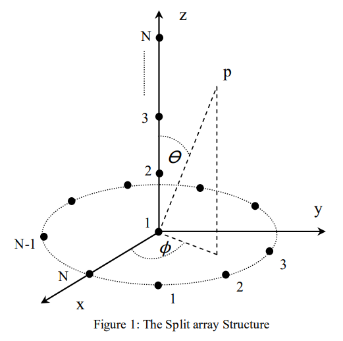 z
N
p
3
θ
2
1
y
N-1
ϕ
3
N
2
x
1
Figure 1: The Split array Structure